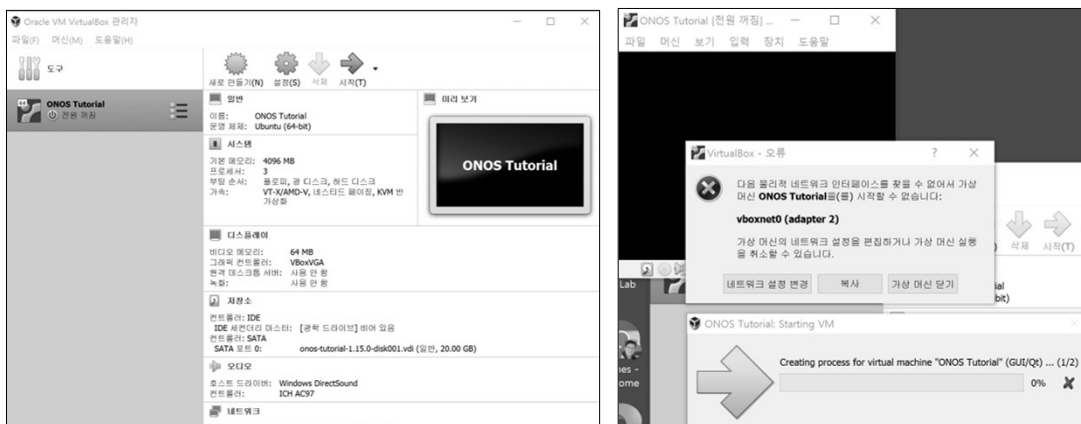 Oracle VM VirtualBox 관리자
파일(F) 머신(M) 도움말(H)
도구
새로 만들기(N) 설정(S) 삭제 시작(T)
ONOS Tutorial
전원 꺼짐
일반
이름: ONOS Tutorial
운영 체제: Ubuntu (64-bit)
시스템
기본 메모리: 4096 MB
프로세서: 3
부팅 순서: 플로피, 광 디스크, 하드 디스크
가속: VT-X/AMD-V, 네스티드 페이징, KVM 반
가상화
미리 보기
ONOS Tutorial
디스플레이
비디오 메모리: 64 MB
그래픽 컨트롤러: VBoxVGA
원격 데스크톱 서버: 사용 안 함
녹화: 사용 안 함
저장소
컨트롤러: IDE
IDE 세컨더리 마스터: [광학 드라이브] 비어 있음
컨트롤러: SATA
SATA 포트 0: onos-tutorial-1.15.0-disk001.vdi (일반, 20.00 GB)
오디오
호스트 드라이버: Windows DirectSound
컨트롤러: ICH AC97
네트워크
ONOS Tutorial [전원 꺼짐] ...
파일 머신 보기 입력 장치 도움말
VirtualBox - 오류
다음 물리적 네트워크 인터페이스를 찾을 수 없어서 가상
머신 ONOS Tutorial을(를) 시작할 수 없습니다:
vboxnet0 (adapter 2)
가상 머신의 네트워크 설정을 편집하거나 가상 머신 실행
을 취소할 수 있습니다.
네트워크 설정 변경 복사 가상 머신 닫기
삭제 시작(T)
Lab
ial
bit)
ONOS Tutorial: Starting VM
Creating process for virtual machine "ONOS Tutorial" (GUI/Qt) ... (1/2)
0%
nes -
ome